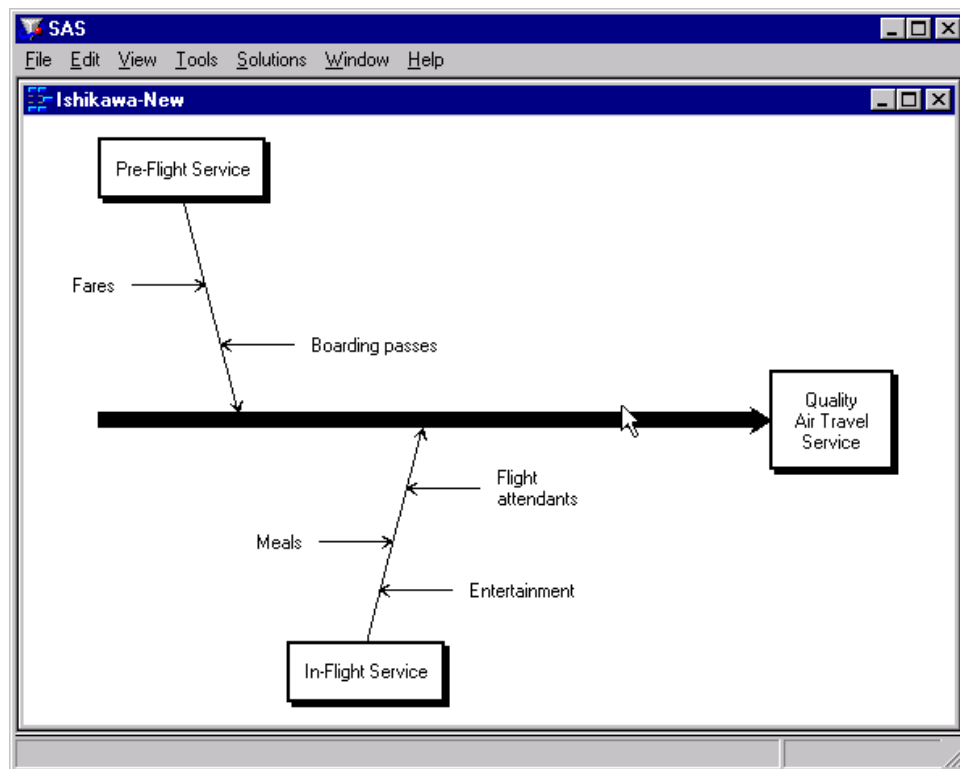 SAS
File Edit View Tools Solutions Window Help
Ishikawa-New
Pre-Flight Service
Fares
Boarding passes
Quality
Air Travel
Service
Flight
attendants
Meals
Entertainment
In-Flight Service